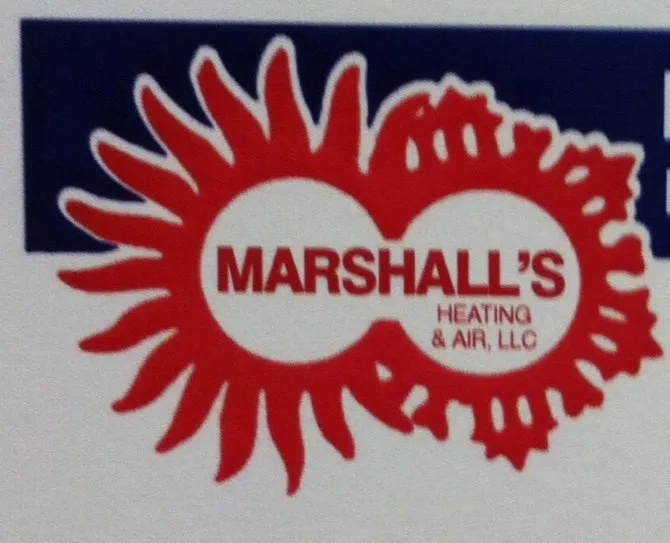 MARSHALL'S
HEATING
& AIR, LLC